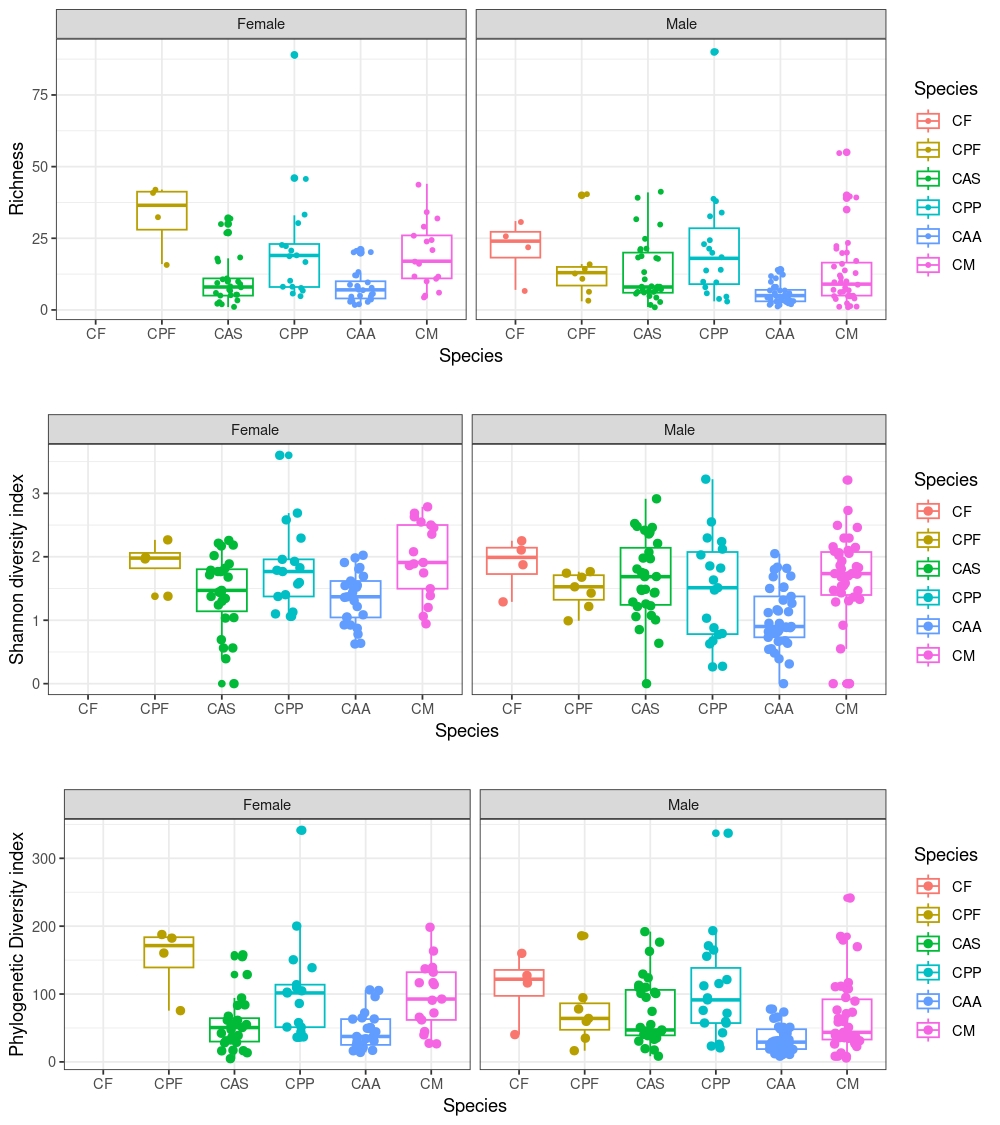 Female Male
Richness
75
50
25
0
CF CPF CAS CPP CAA CM CF CPF CAS CPP CAA CM
Species
Species
CF
CPF
CAS
CPP
CAA
CM
Female Male
Shannon diversity index
3
2
1
0
CF CPF CAS CPP CAA CM CF CPF CAS CPP CAA CM
Species
Species
CF
CPF
CAS
CPP
CAA
CM
Female Male
Phylogenetic Diversity index
300
200
100
0
CF CPF CAS CPP CAA CM CF CPF CAS CPP CAA CM
Species
Species
CF
CPF
CAS
CPP
CAA
CM